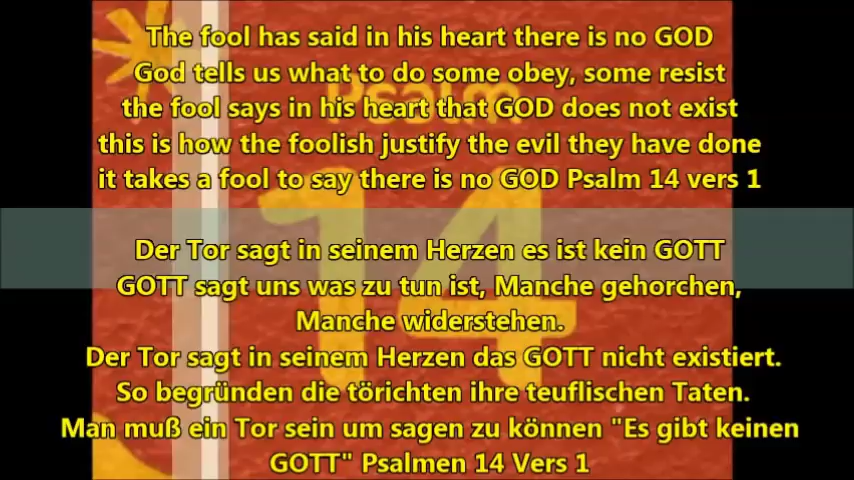 The fool has said in his heart there is no GOD
God tells us what to do some obey, some resist
Psalm
the fool says in his heart that GOD does not exist
this is how the foolish justify the evil they have done
it takes a fool to say there is no GOD Psalm 14 vers 1
14
Der Tor sagt in seinem Herzen es ist kein GOTT
GOTT sagt uns was zu tun ist, Manche gehorchen,
Manche widerstehen.
Der Tor sagt in seinem Herzen das GOTT nicht existiert.
So begründen die törichten ihre teuflischen Taten.
Man muß ein Tor sein um sagen zu können "Es gibt keinen
GOTT" Psalmen 14 Vers 1